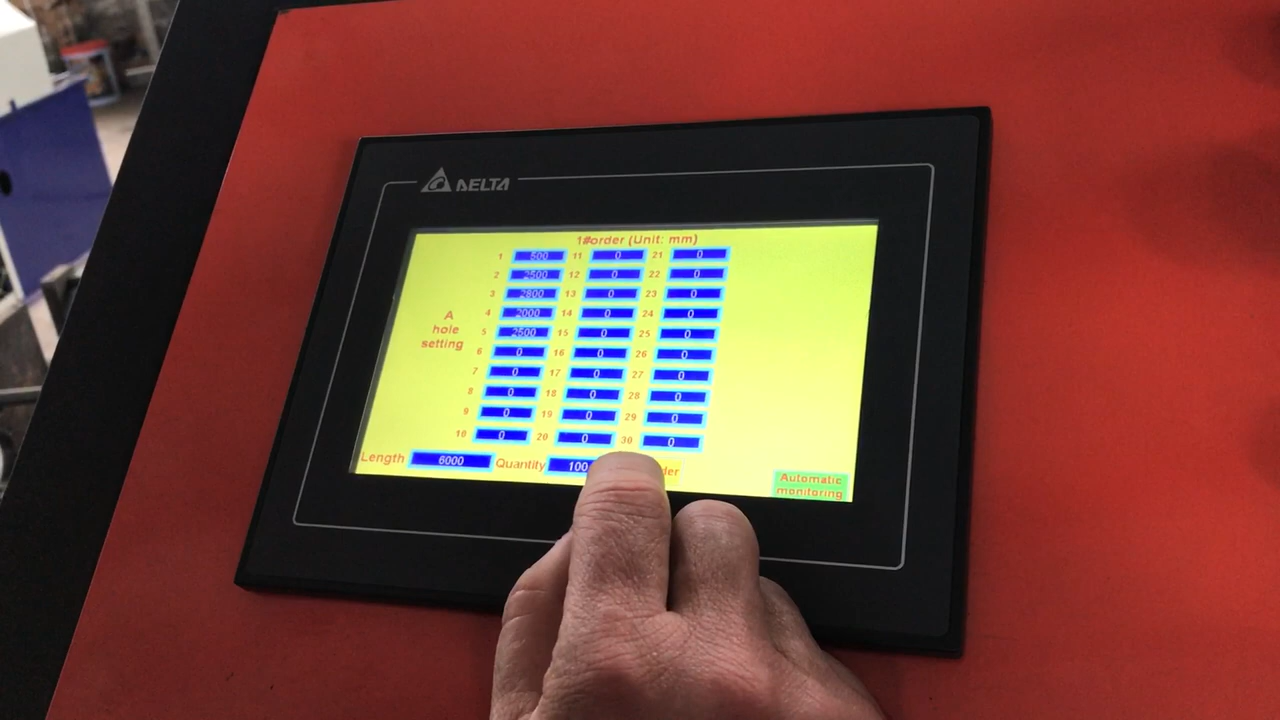 DELTA
1#order (Unit: mm)
1 500 11 0 21 0
2 2500 12 0 22 0
3 2800 13 0 23 0
4 2000 14 0 24 0
5 2500 15 0 25 0
6 0 16 0 26 0
7 0 17 0 27 0
8 0 18 0 28 0
9 0 19 0 29 0
10 0 20 0 30 0
A
hole
setting
Length 6000 Quantity 100
Automatic
monitoring